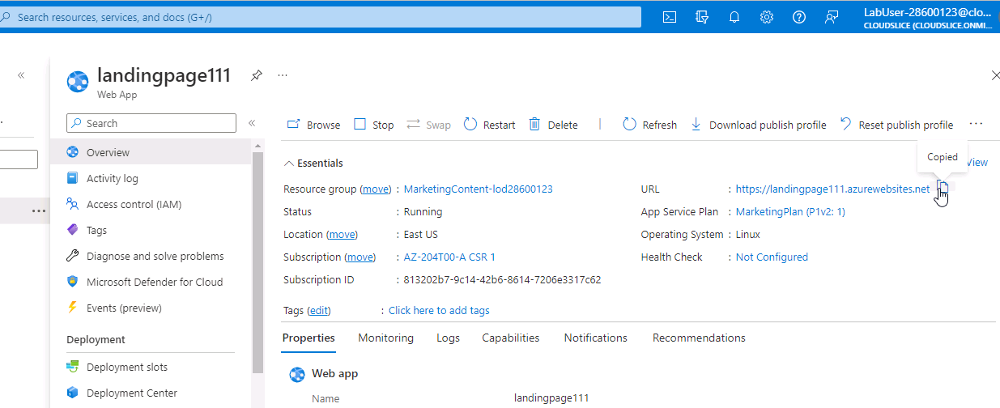 Search resources, services, and docs (G+/)
LabUser-28600123@clo...
CLOUDSLICE (CLOUDSLICE.ONMI...
landingpage111
Web App
Search
Overview
Activity log
Access control (IAM)
Tags
Diagnose and solve problems
Microsoft Defender for Cloud
Events (preview)
Deployment
Deployment slots
Deployment Center
Browse Stop Swap Restart Delete Refresh Download publish profile Reset publish profile
Copied
Essentials
View
Resource group (move) : MarketingContent-lod28600123
Status : Running
Location (move) : East US
Subscription (move) : AZ-204T00-A CSR 1
Subscription ID : 813202b7-9c14-42b6-8614-7206e3317c62
URL : https://landingpage111.azurewebsites.net
App Service Plan : MarketingPlan (P1v2: 1)
Operating System : Linux
Health Check : Not Configured
Tags (edit) : Click here to add tags
Properties Monitoring Logs Capabilities Notifications Recommendations
Web app
Name landingpage111